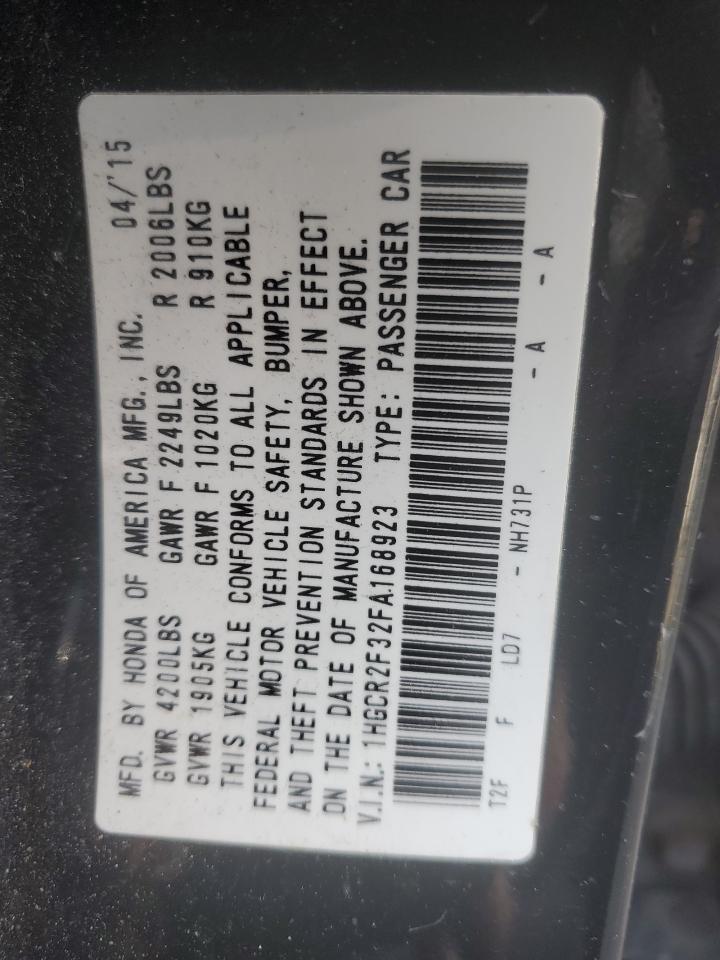 MFD. BY HONDA OF AMERICA MFG., INC. 04/'15
GVWR 4200LBS GAWR F 2249LBS R 2006LBS
GVWR 1905KG GAWR F 1020KG R 910KG
THIS VEHICLE CONFORMS TO ALL APPLICABLE
FEDERAL MOTOR VEHICLE SAFETY, BUMPER,
AND THEFT PREVENTION STANDARDS IN EFFECT
ON THE DATE OF MANUFACTURE SHOWN ABOVE.
V.I.N.: 1HGCR2F32FA168923 TYPE: PASSENGER CAR
T2F F LD7 - NH731P - A - A